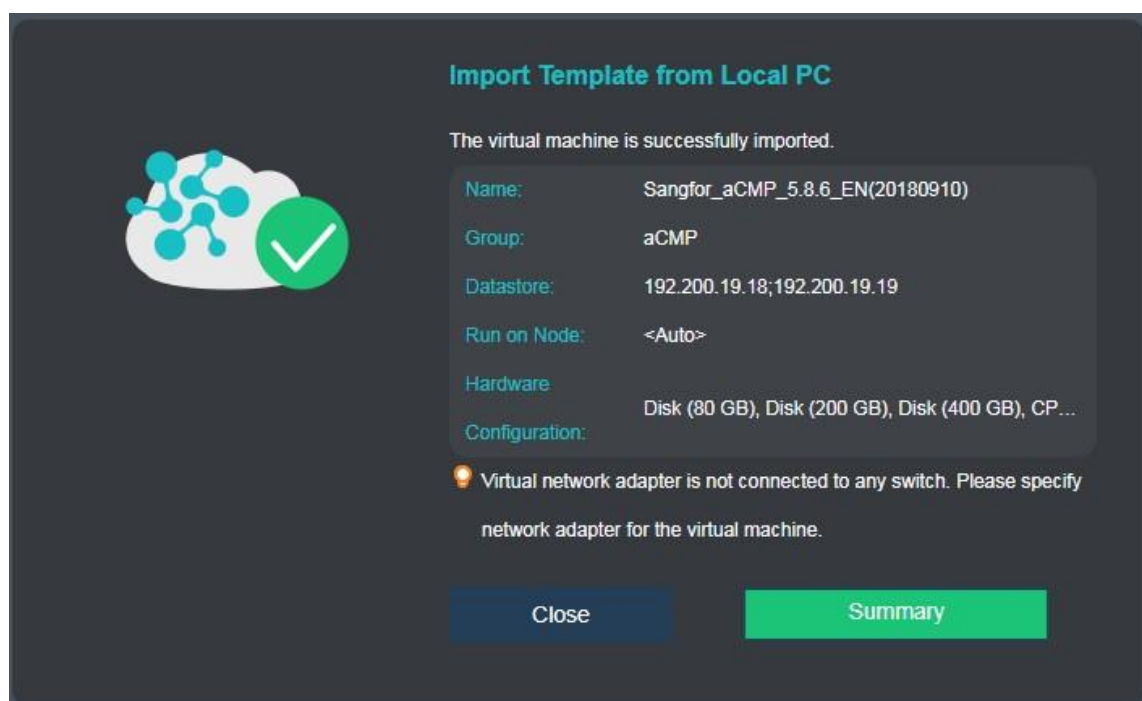 Import Template from Local PC
The virtual machine is successfully imported.
Name: Sangfor_aCMP_5.8.6_EN(20180910)
Group: aCMP
Datastore: 192.200.19.18;192.200.19.19
Run on Node: <Auto>
Hardware
Configuration: Disk (80 GB), Disk (200 GB), Disk (400 GB), CP...
Virtual network adapter is not connected to any switch. Please specify
network adapter for the virtual machine.
Close Summary